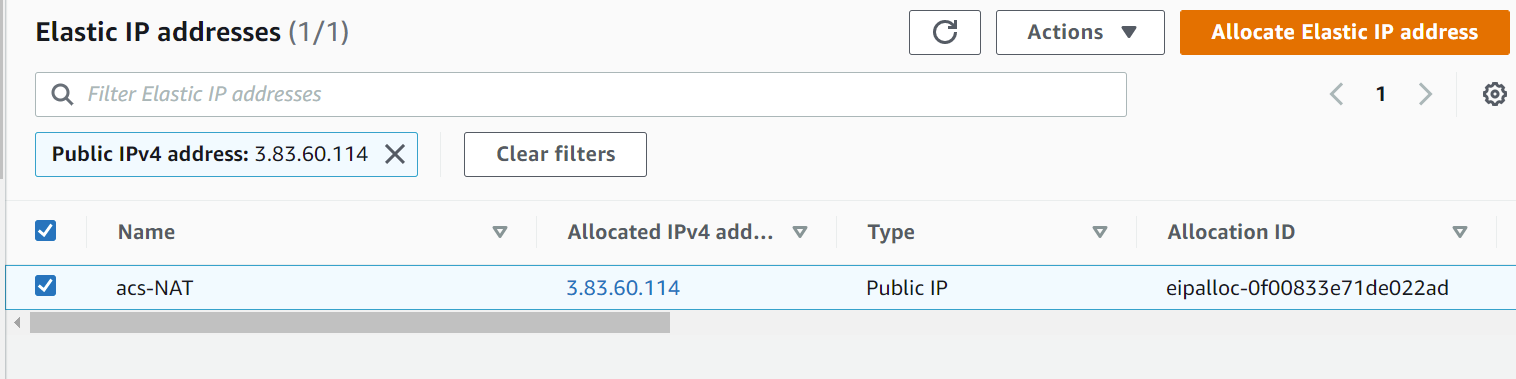 Elastic IP addresses (1/1) Actions Allocate Elastic IP address
Filter Elastic IP addresses 1
Public IPv4 address: 3.83.60.114 Clear filters
Name Allocated IPv4 add... Type Allocation ID
acs-NAT 3.83.60.114 Public IP eipalloc-0f00833e71de022ad